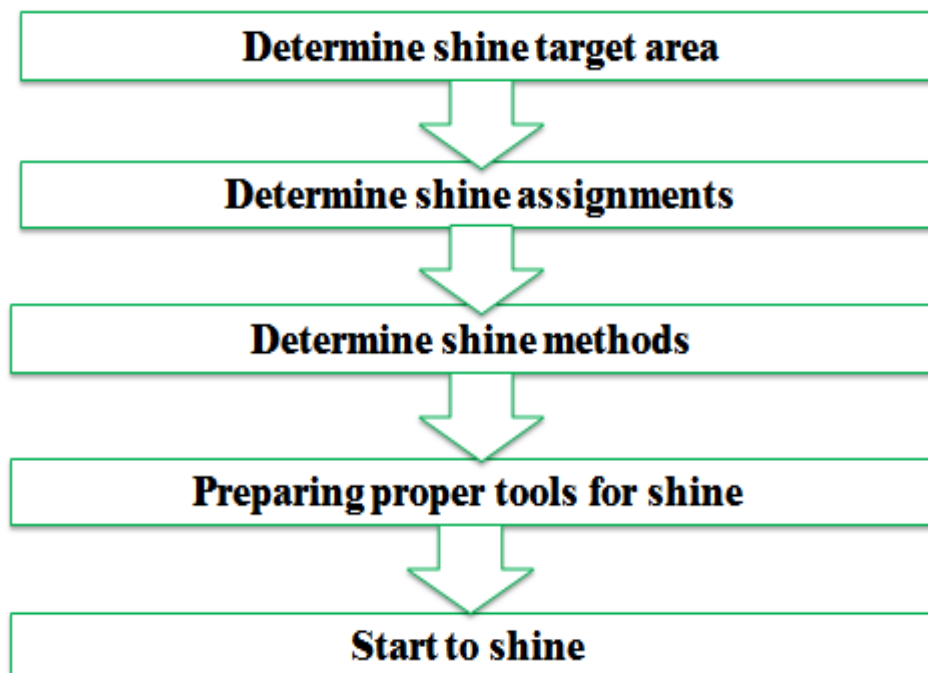 Determine shine target area
Determine shine assignments
Determine shine methods
Preparing proper tools for shine
Start to shine